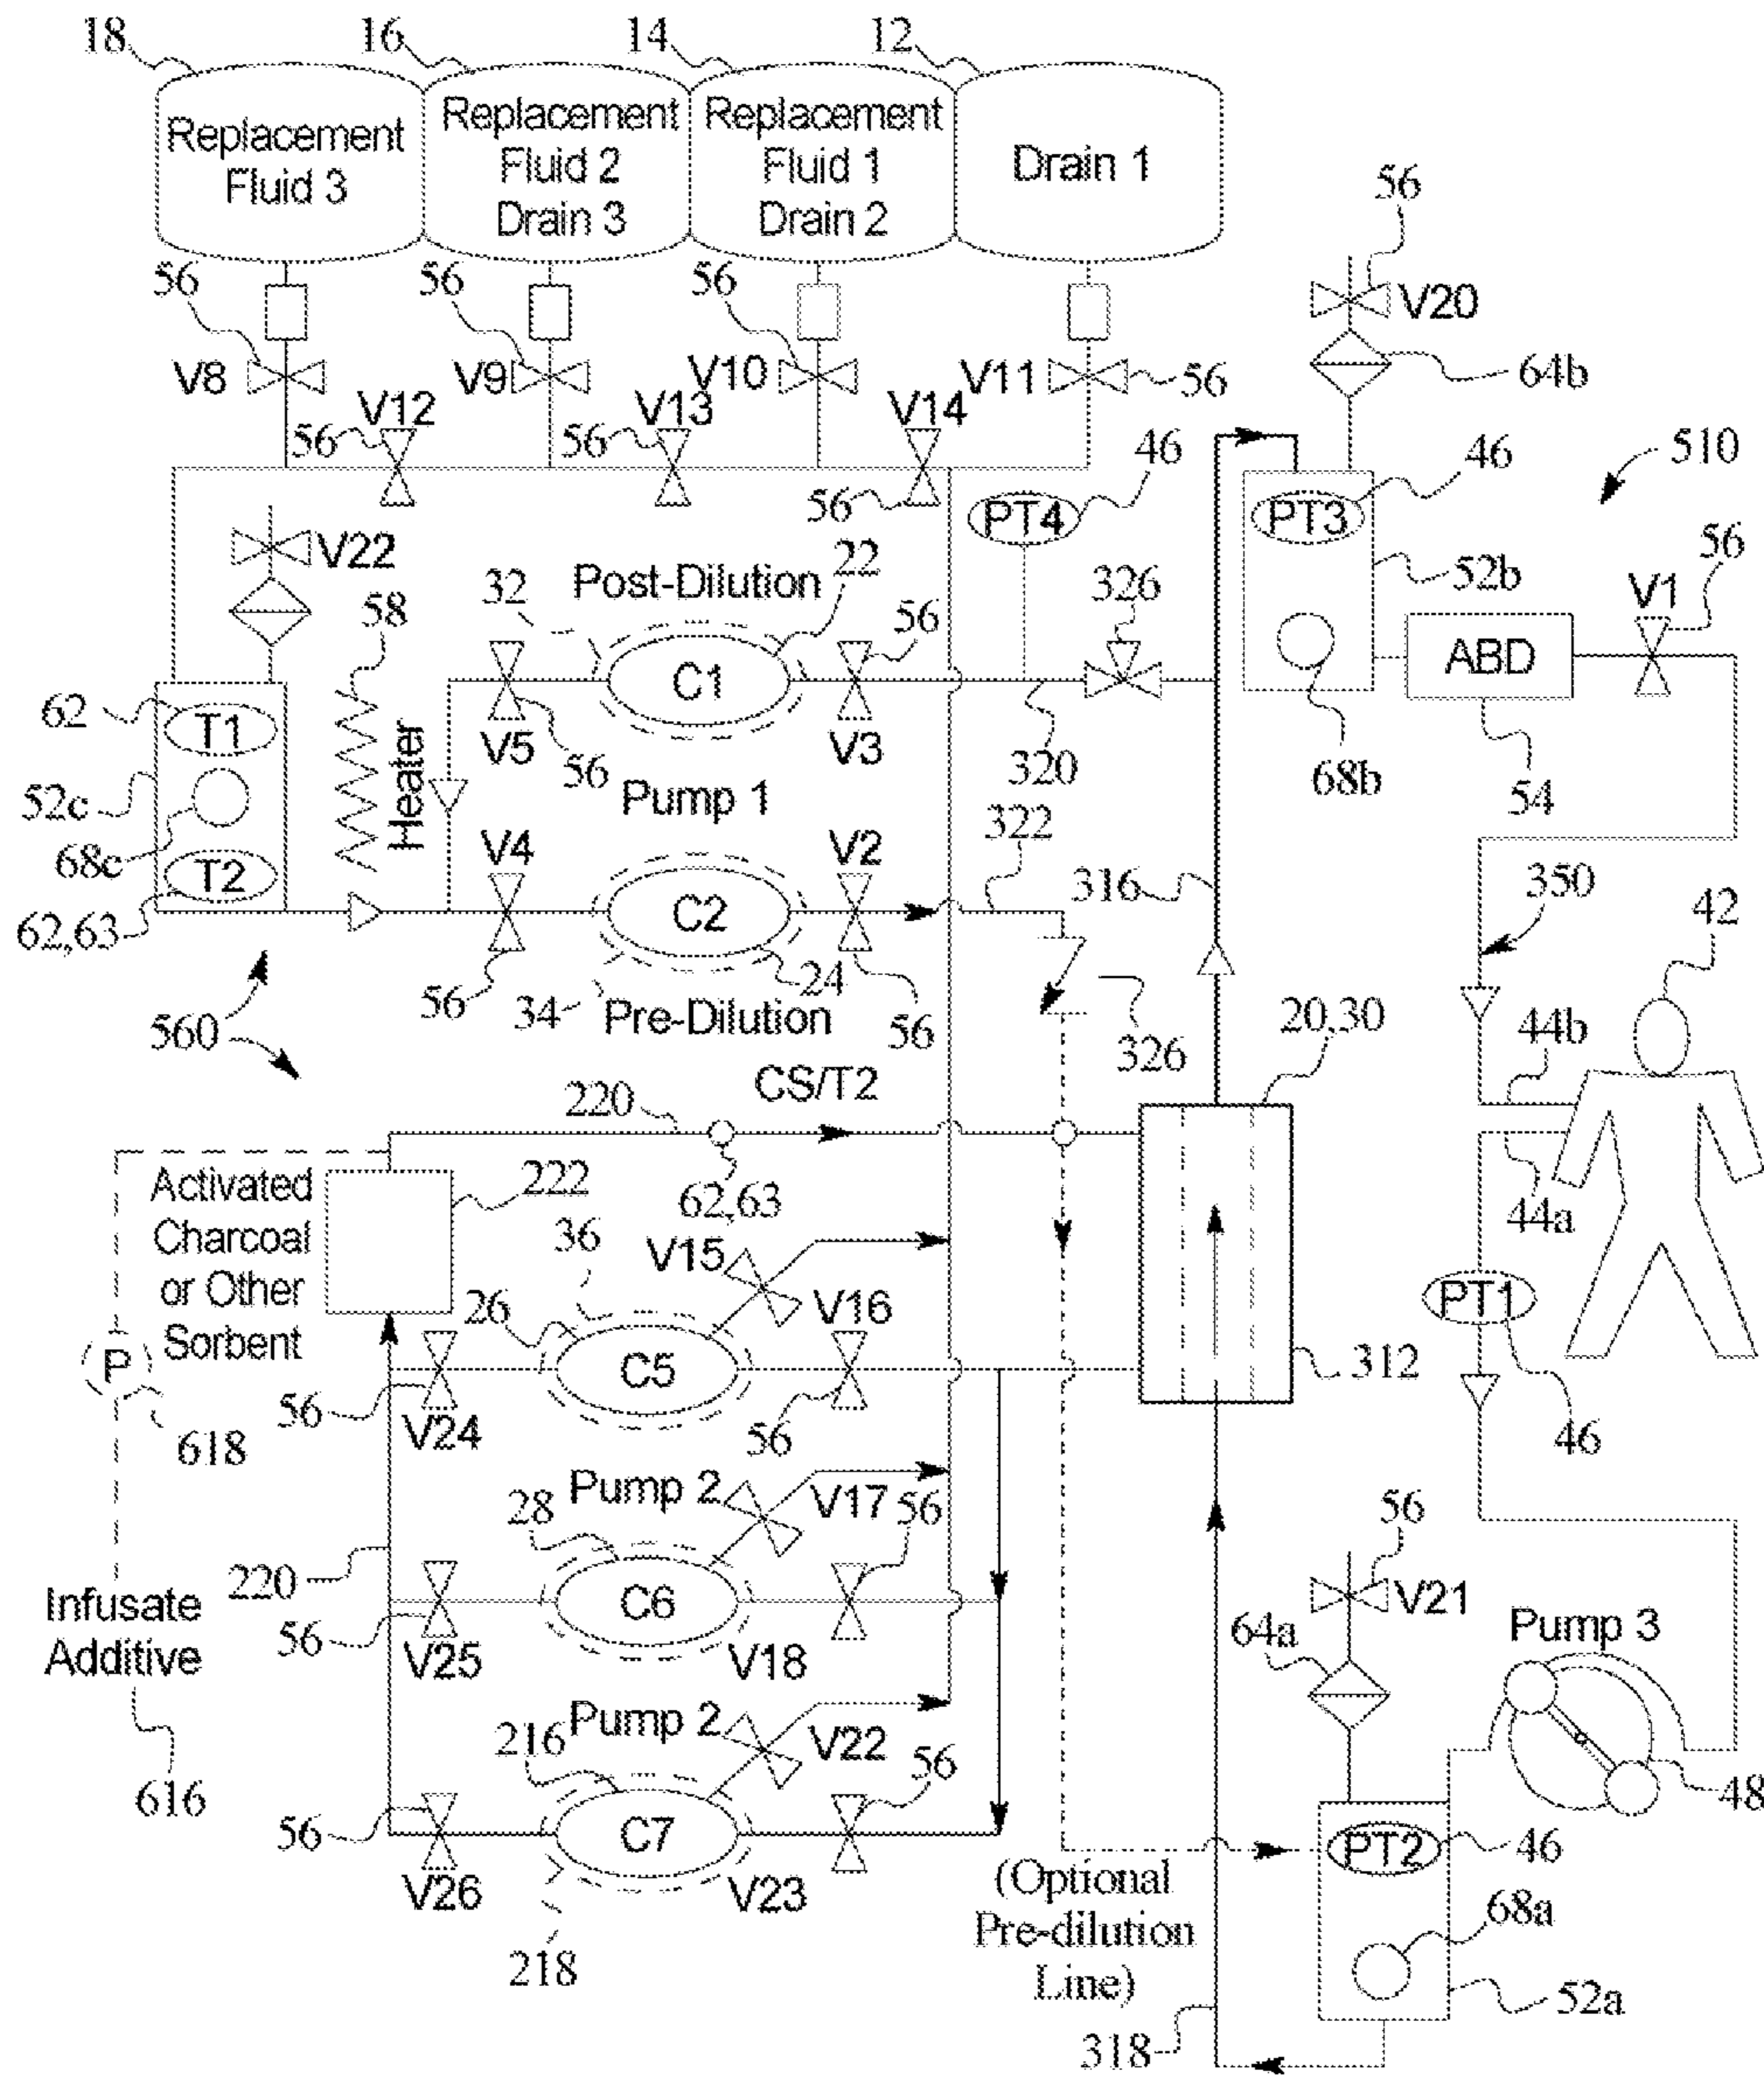 18
16
14
12
Replacement
Fluid 3
Replacement
Fluid 2
Drain 3
Replacement
Fluid 1
Drain 2
Drain 1
56
56
56
56
V20
V8
V9
V10
V11
56
64b
V12
V13
V14
56
56
56
46
PT4
46
PT3
510
V22
58
32
Post-Dilution
22
56
326
52b
V1
56
62
T1
C1
ABD
V5
56
V3
320
68b
54
52c
Heater
Pump 1
68c
T2
V4
V2
322
316
350
42
62,63
C2
56
34
24
Pre-Dilution
56
326
20,30
44b
560
CS/T2
220
Activated
Charcoal
or Other
Sorbent
222
62,63
44a
36
V15
V16
26
PT1
P
C5
312
56
V24
56
46
618
Pump 2
V17
56
28
56
220
C6
V21
Infusate
Additive
56
V25
V18
64a
Pump 3
Pump 2
V22
216
56
616
56
C7
48
PT2
46
V26
V23
(Optional
Pre-dilution
Line)
68a
218
52a
318